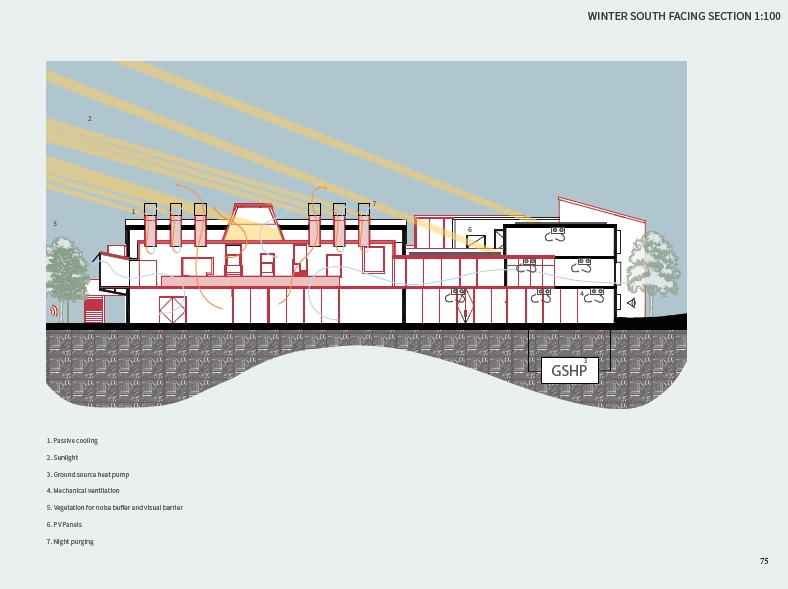 WINTER SOUTH FACING SECTION 1:100
2
1
7
5
6
4
3
GSHP
1. Passive cooling
2. Sunlight
3. Ground source heat pump
4. Mechanical ventilation
5. Vegetation for noise buffer and visual barrier
6. PV Panels
7. Night purging
75